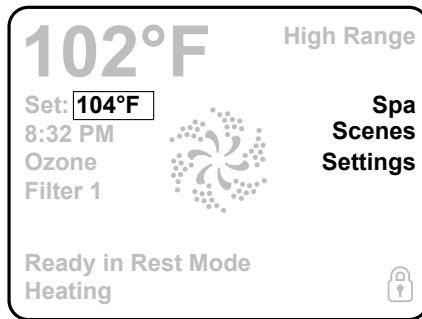 102°F
High Range
Set: 104°F
Spa
8:32 PM
Scenes
Ozone
Settings
Filter 1
Ready in Rest Mode
Heating